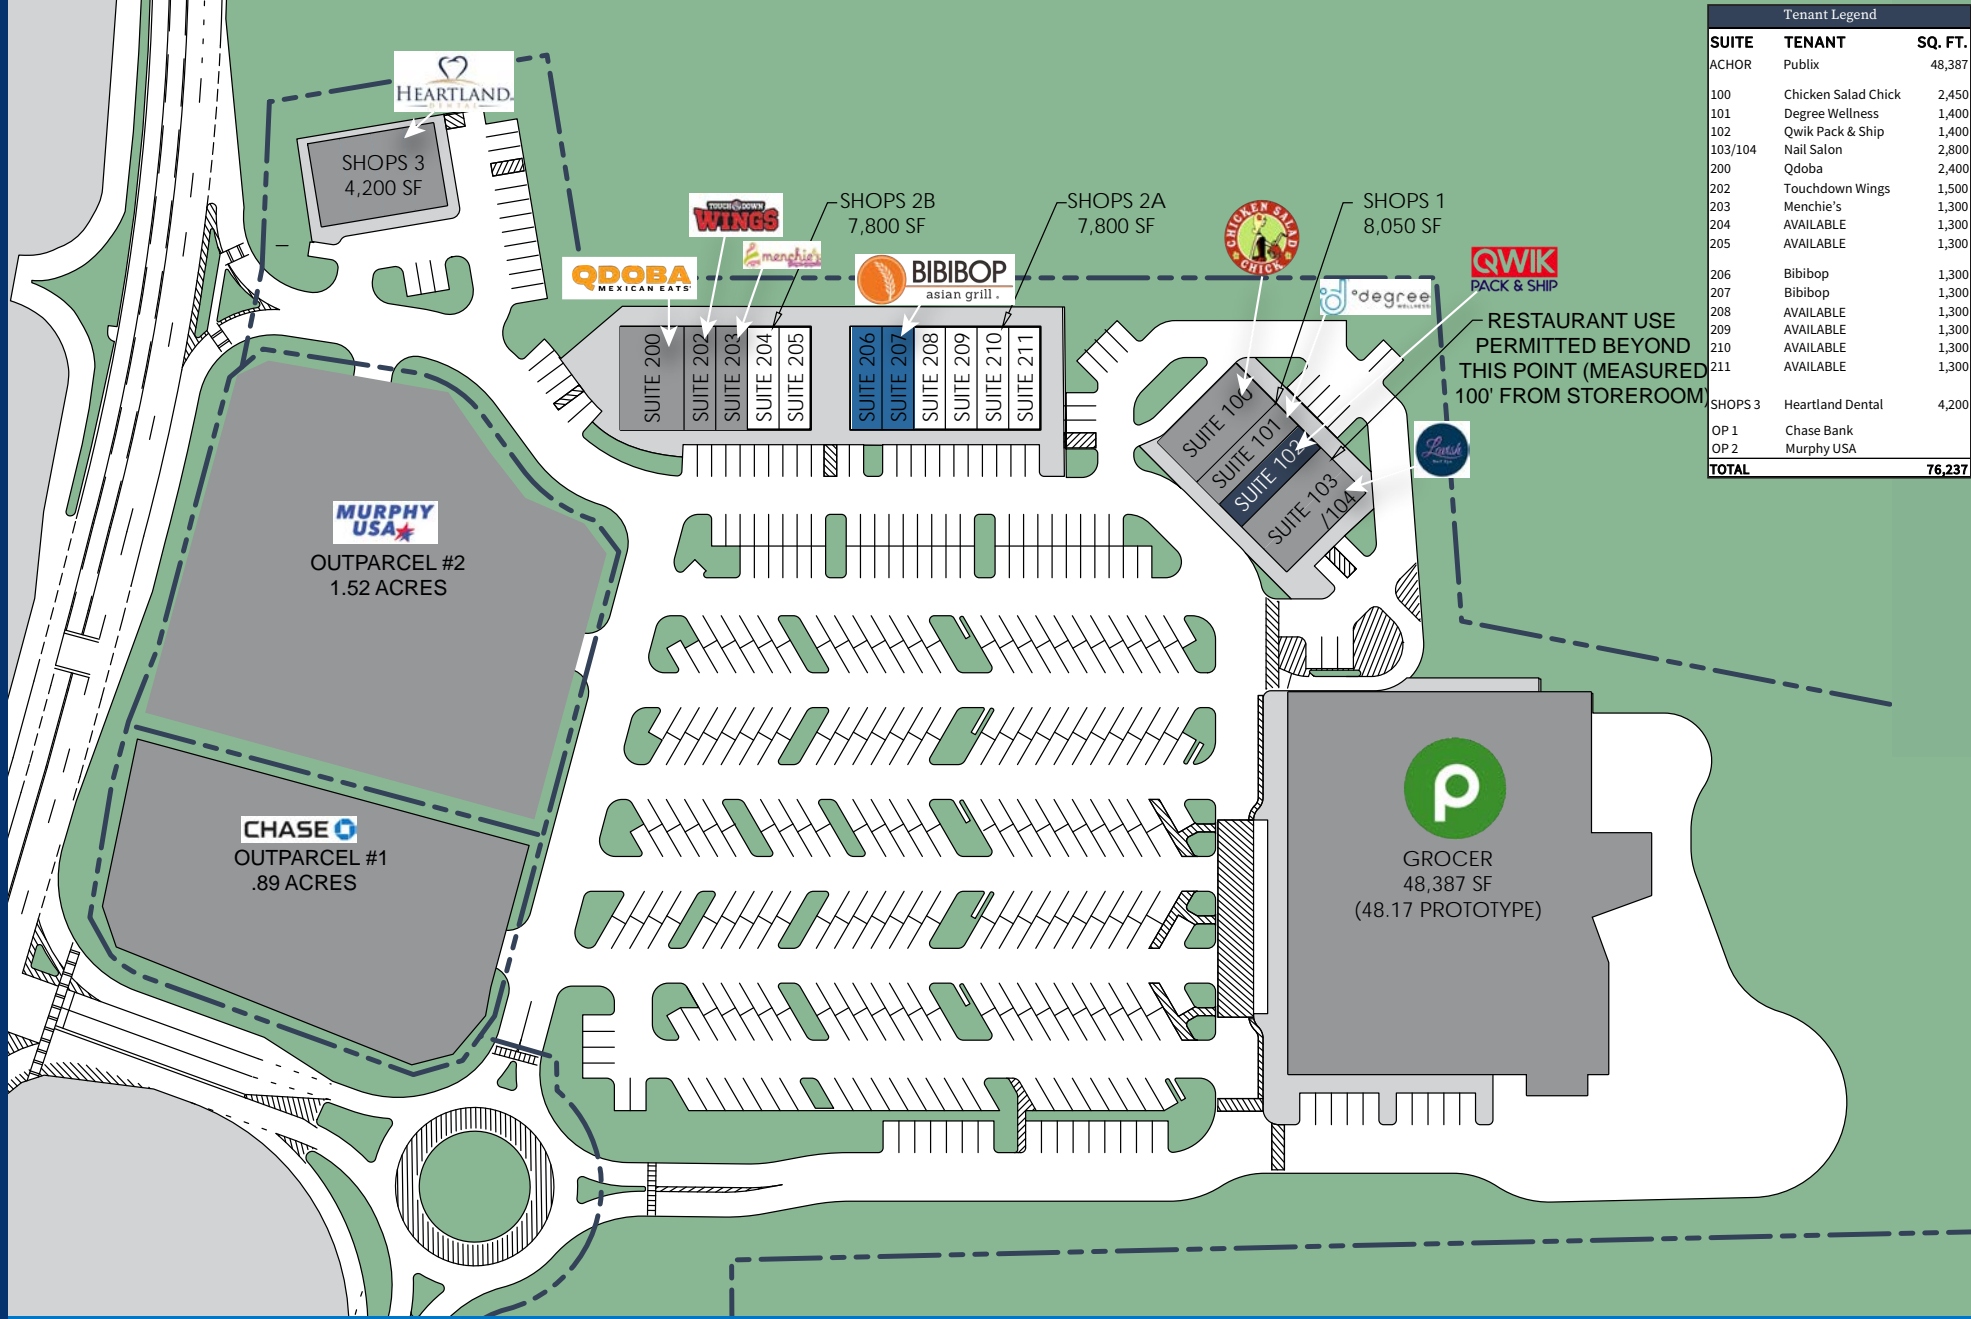 Tenant Legend
SUITE TENANT SQ. FT.
ACHOR Publix 48,387
100 Chicken Salad Chick 2,450
101 Degree Wellness 1,400
102 Qwik Pack & Ship 1,400
103/104 Nail Salon 2,800
200 Qdoba 2,400
202 Touchdown Wings 1,500
203 Menchie's 1,300
204 AVAILABLE 1,300
205 AVAILABLE 1,300
206 Bibibop 1,300
207 Bibibop 1,300
208 AVAILABLE 1,300
209 AVAILABLE 1,300
210 AVAILABLE 1,300
211 AVAILABLE 1,300
SHOPS 3 Heartland Dental 4,200
OP 1 Chase Bank
OP 2 Murphy USA
TOTAL 76,237
HEARTLAND
DENTAL
SHOPS 3
4,200 SF
TOUCHDOWN
WINGS
SHOPS 2B
7,800 SF
SHOPS 2A
7,800 SF
CHICKEN SALAD
CHICK
SHOPS 1
8,050 SF
QDOBA
MEXICAN EATS
menchie's
BIBIBOP
asian grill.
°degree
WELLNESS
QWIK
PACK & SHIP
RESTAURANT USE
PERMITTED BEYOND
THIS POINT (MEASURED
100' FROM STOREROOM)
SUITE 200
SUITE 202
SUITE 203
SUITE 204
SUITE 205
SUITE 206
SUITE 207
SUITE 208
SUITE 209
SUITE 210
SUITE 211
SUITE 100
SUITE 101
SUITE 102
SUITE 103
/104
Lavish
MURPHY
USA
OUTPARCEL #2
1.52 ACRES
CHASE
OUTPARCEL #1
.89 ACRES
P
GROCER
48,387 SF
(48.17 PROTOTYPE)